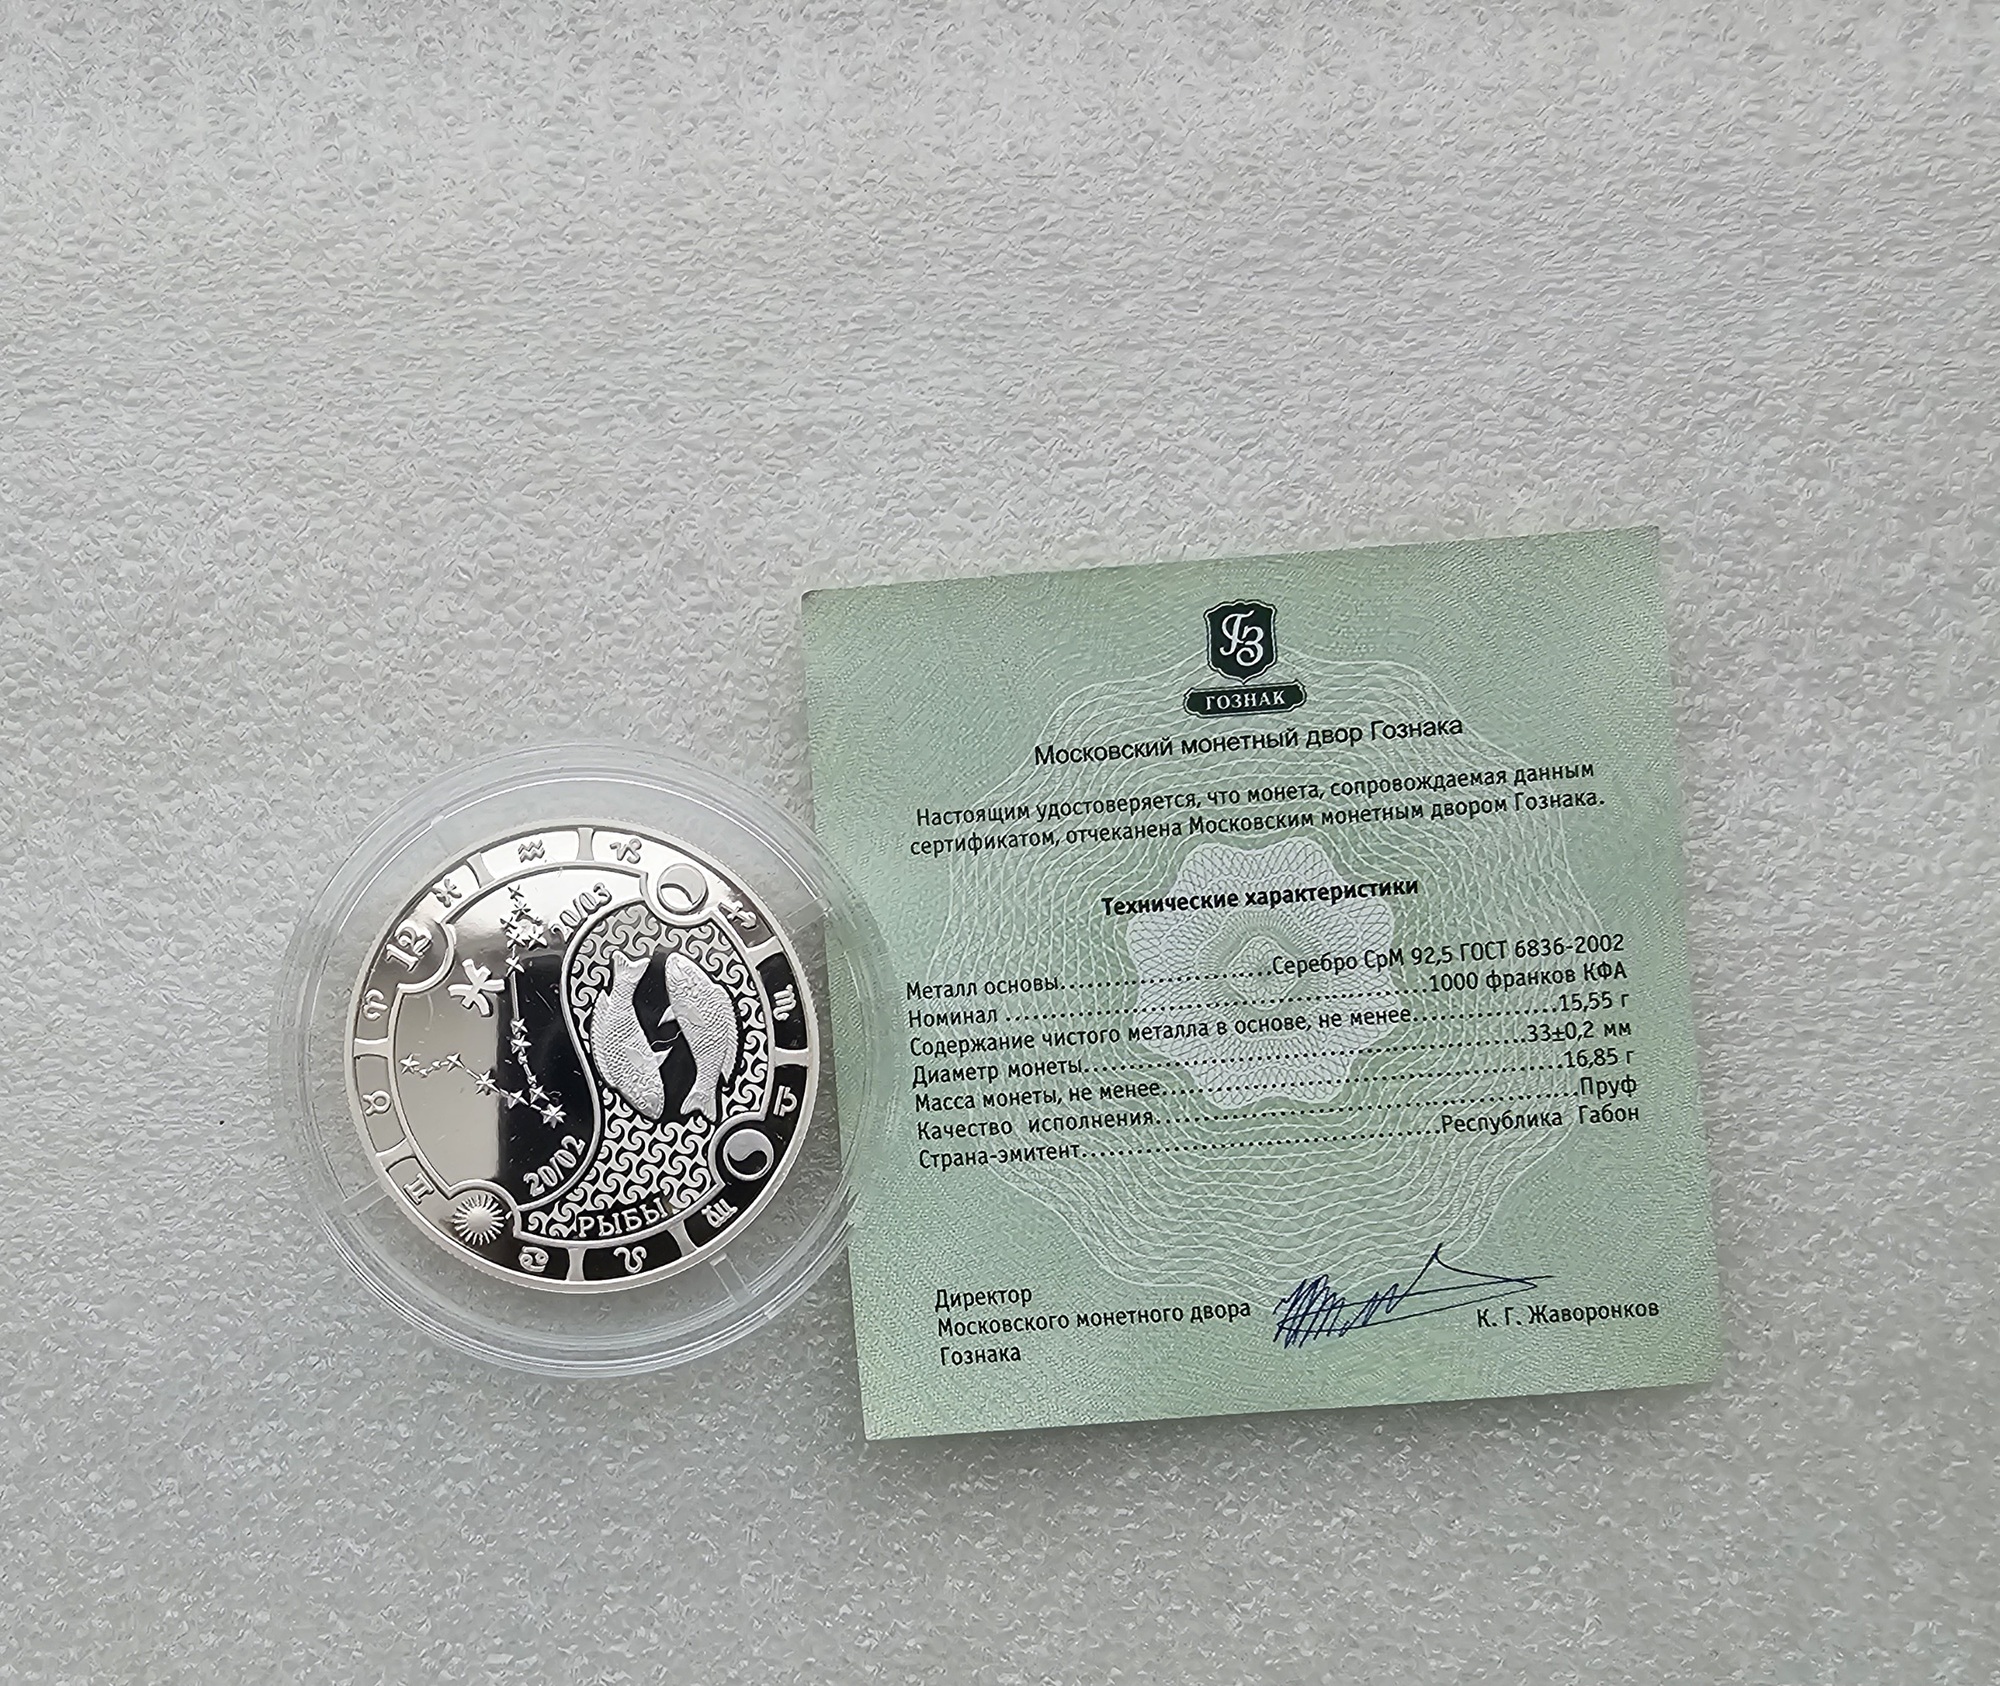 12
20/03
20/02
РЫБЫ
ГЗ
ГОЗНАК
Московский монетный двор Гознака
Настоящим удостоверяется, что монета, сопровождаемая данным
сертификатом, отчеканена Московским монетным двором Гознака.
Технические характеристики
Металл основы..............................Серебро СрМ 92,5 ГОСТ 6836-2002
Номинал ..........................................................1000 франков КФА
Содержание чистого металла в основе, не менее....................15,55 г
Диаметр монеты..............................................................33±0,2 мм
Масса монеты, не менее.......................................................16,85 г
Качество исполнения..........................................................Пруф
Страна-эмитент.................................................Республика Габон
Директор
Московского монетного двора
Гознака
К. Г. Жаворонков